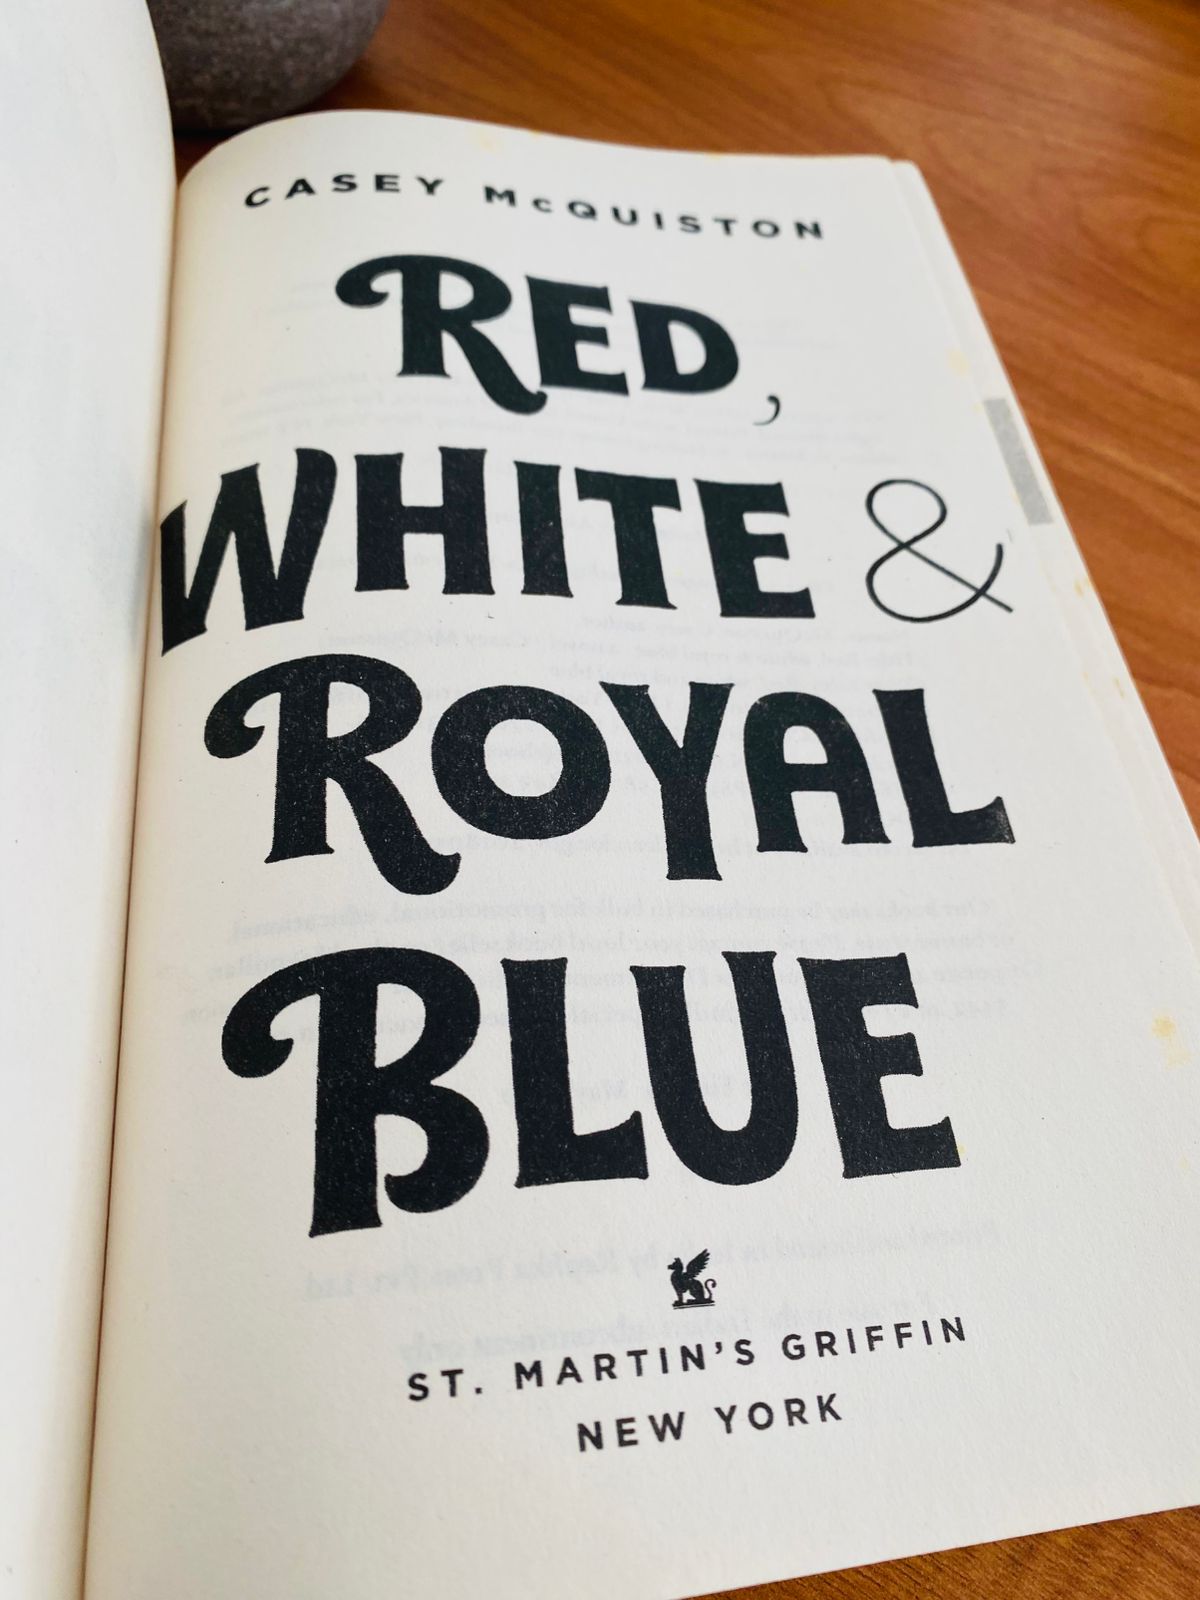 CASEY McQUISTON
RED,
WHITE &
ROYAL
BLUE
ST. MARTIN'S GRIFFIN
NEW YORK